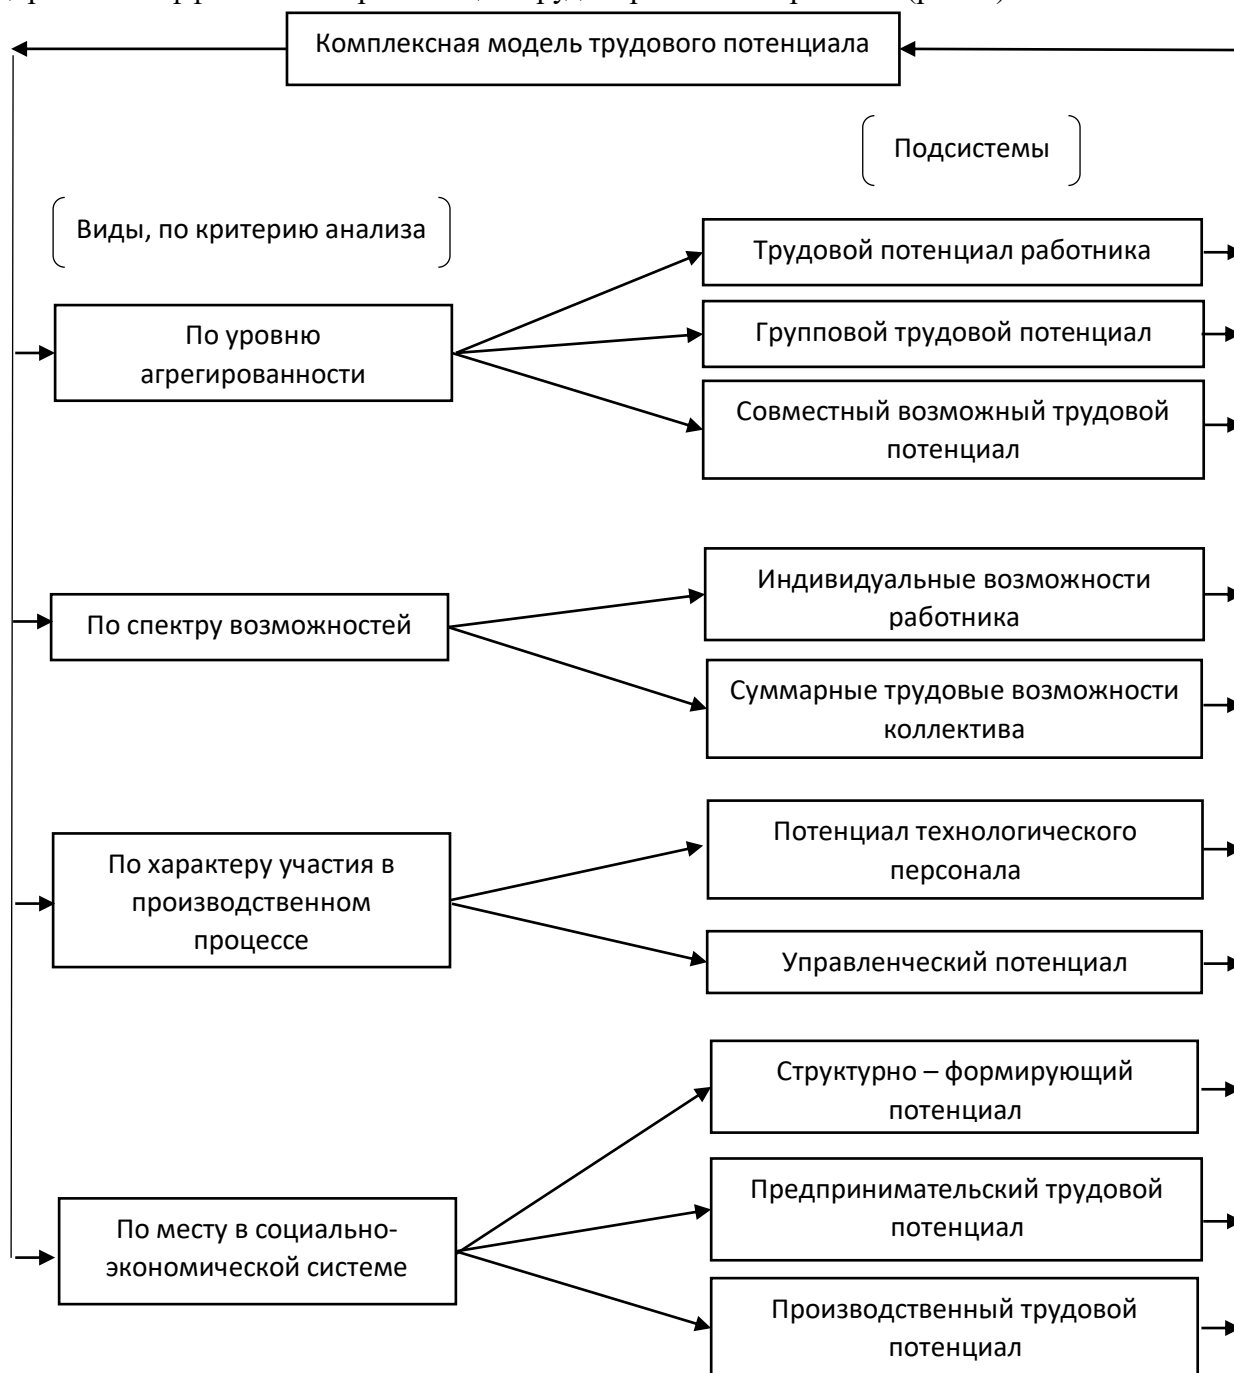 Комплексная модель трудового потенциала
Подсистемы
Виды, по критерию анализа
Трудовой потенциал работника
По уровню
агрегированности
Групповой трудовой потенциал
Совместный возможный трудовой
потенциал
По спектру возможностей
Индивидуальные возможности
работника
Суммарные трудовые возможности
коллектива
По характеру участия в
производственном
процессе
Потенциал технологического
персонала
Управленческий потенциал
По месту в социально-
экономической системе
Структурно – формирующий
потенциал
Предпринимательский трудовой
потенциал
Производственный трудовой
потенциал